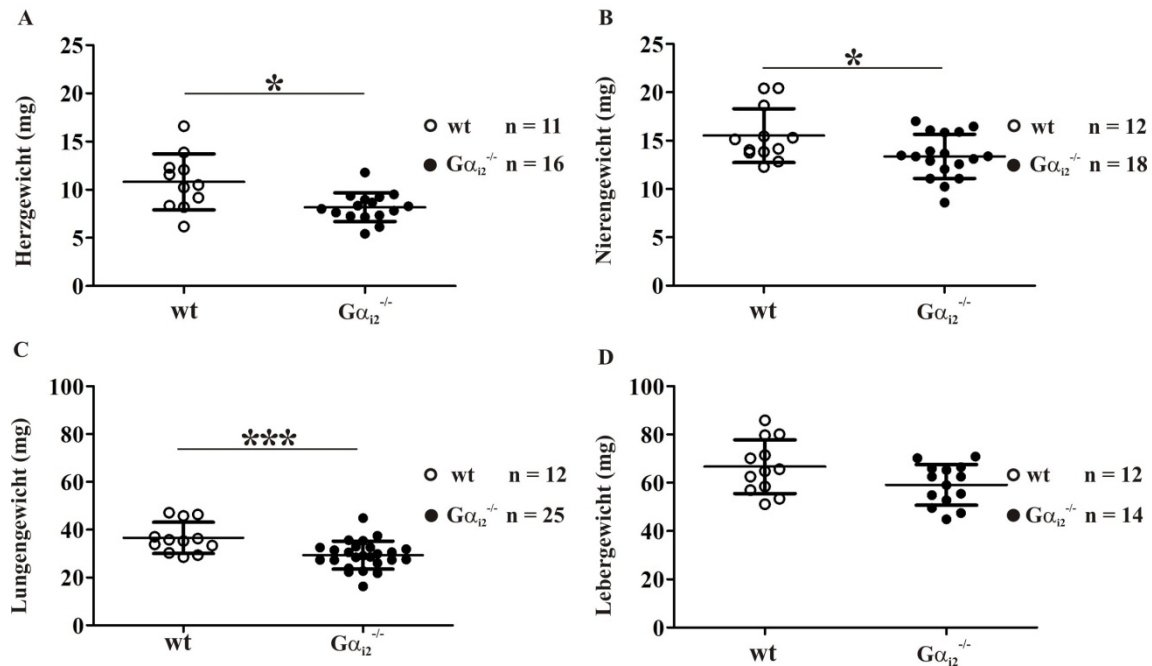 A
Herzgewicht (mg)
25
20
15
10
5
0
*
wt n = 11
Gαi2-/- n = 16
wt
Gαi2-/-
B
Nierengewicht (mg)
25
20
15
10
5
0
*
wt n = 12
Gαi2-/- n = 18
wt
Gαi2-/-
C
Lungengewicht (mg)
100
80
60
40
20
0
***
wt n = 12
Gαi2-/- n = 25
wt
Gαi2-/-
D
Lebergewicht (mg)
100
80
60
40
20
0
wt n = 12
Gαi2-/- n = 14
wt
Gαi2-/-